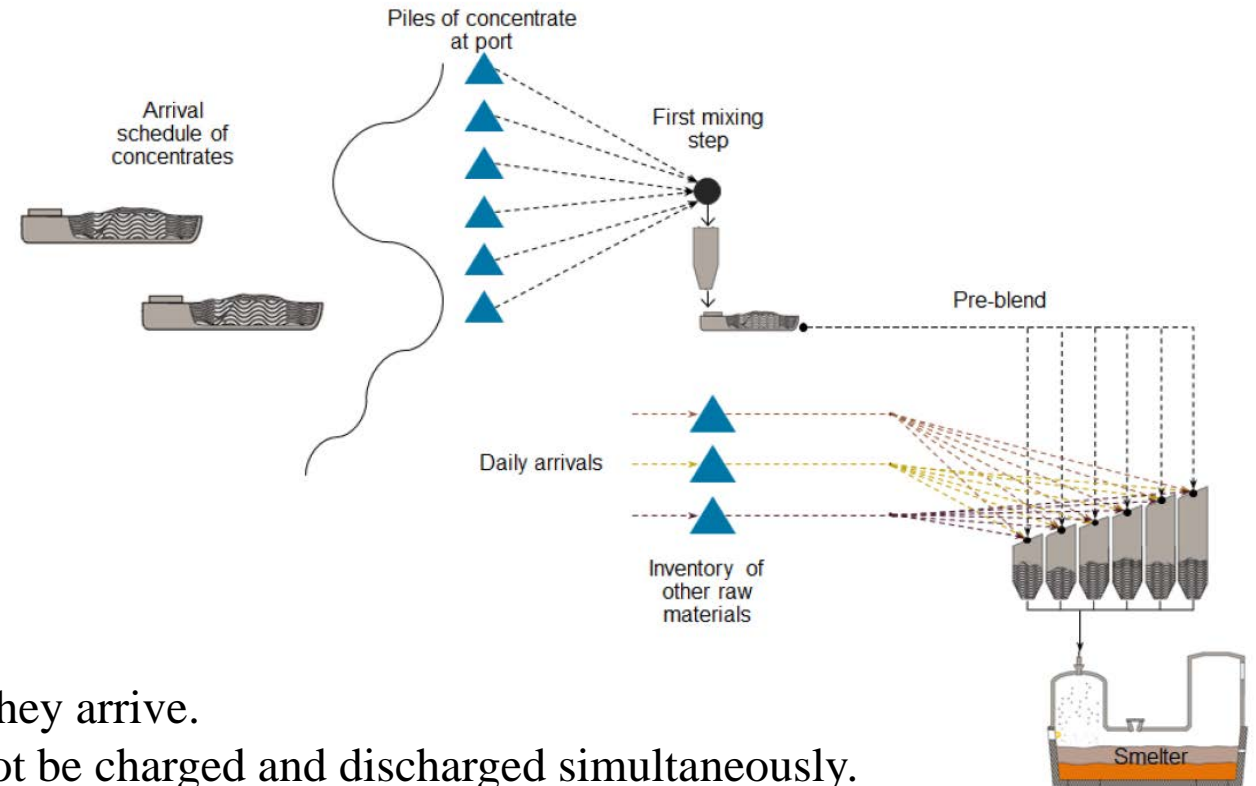 Piles of concentrate
at port
Arrival
schedule of
concentrates
First mixing
step
Pre-blend
Daily arrivals
Inventory of
other raw
materials
Smelter
hey arrive.
ot be charged and discharged simultaneously.